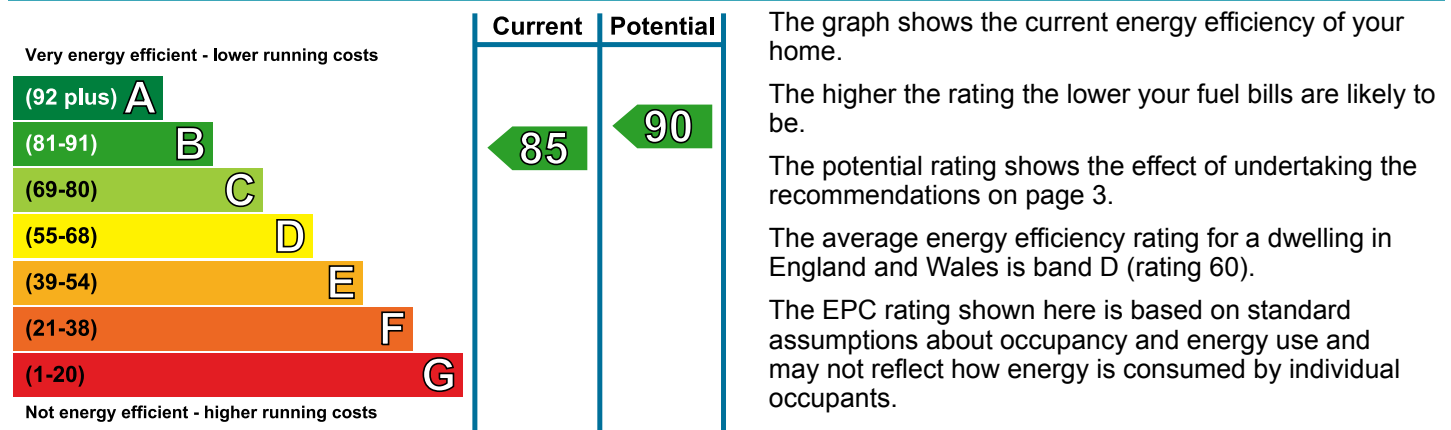 Current Potential
Very energy efficient - lower running costs
(92 plus) A
(81-91) B
(69-80) C
(55-68) D
(39-54) E
(21-38) F
(1-20) G
Not energy efficient - higher running costs
85
90
The graph shows the current energy efficiency of your
home.
The higher the rating the lower your fuel bills are likely to
be.
The potential rating shows the effect of undertaking the
recommendations on page 3.
The average energy efficiency rating for a dwelling in
England and Wales is band D (rating 60).
The EPC rating shown here is based on standard
assumptions about occupancy and energy use and
may not reflect how energy is consumed by individual
occupants.